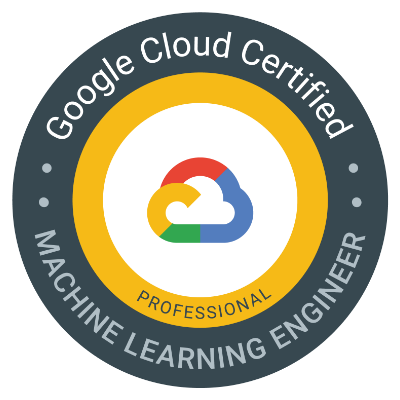 Google Cloud Certified
PROFESSIONAL
MACHINE LEARNING ENGINEER